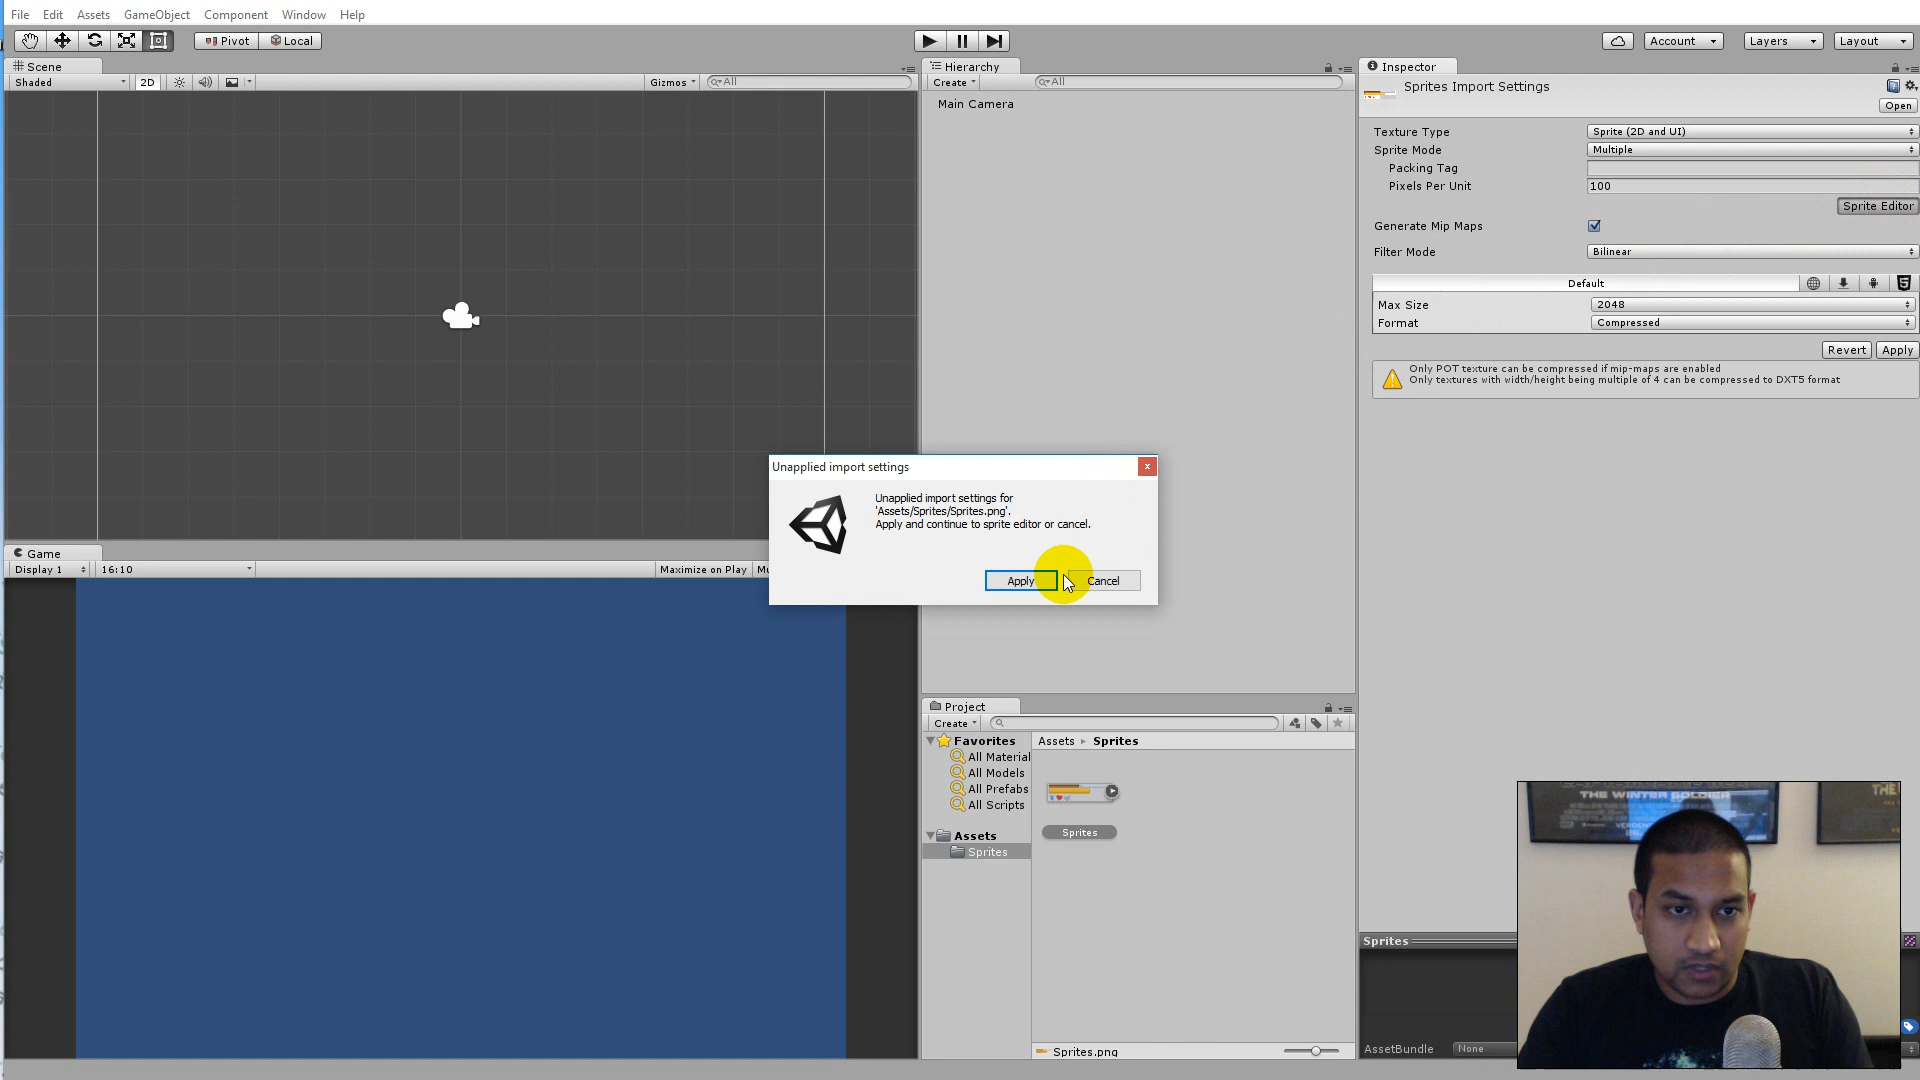 File Edit Assets GameObject Component Window Help
Pivot Local
Account Layers Layout
Scene
Shaded 2D Gizmos All
Hierarchy
Create All
Main Camera
Inspector
Sprites Import Settings
Open
Texture Type Sprite (2D and UI)
Sprite Mode Multiple
Packing Tag
Pixels Per Unit 100
Sprite Editor
Generate Mip Maps
Filter Mode Bilinear
Default
Max Size 2048
Format Compressed
Revert Apply
Only POT texture can be compressed if mip-maps are enabled
Only textures with width/height being multiple of 4 can be compressed to DXT5 format
Unapplied import settings
Unapplied import settings for
'Assets/Sprites/Sprites.png'.
Apply and continue to sprite editor or cancel.
Apply Cancel
Game
Display 1 16:10 Maximize on Play
Project
Create
Favorites
All Material
All Models
All Prefabs
All Scripts
Assets
Sprites
Assets Sprites
Sprites
Sprites.png
Sprites
AssetBundle None
THE WINTER SOLDIER
THE